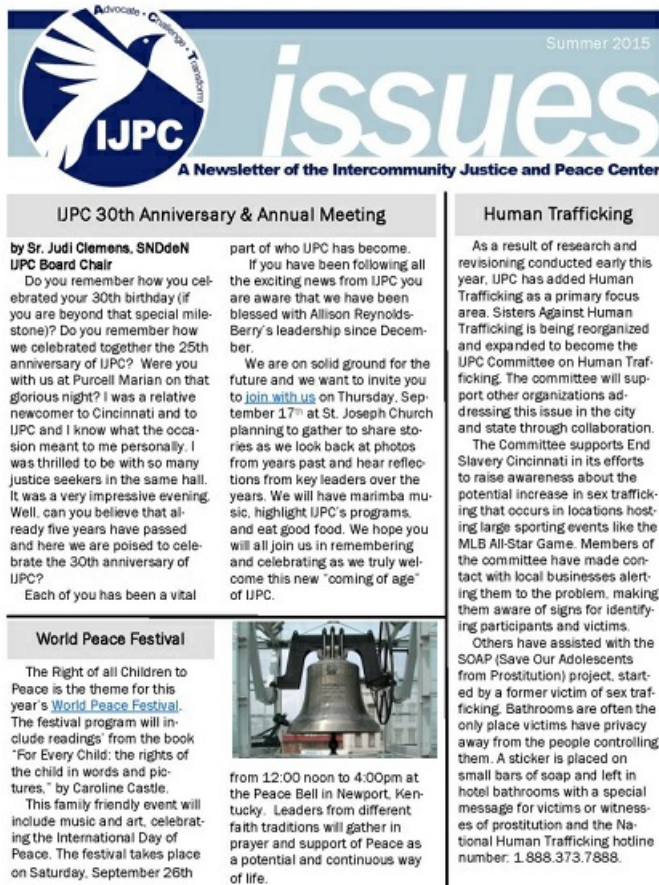 Advocate • Challenge • Transform
IJPC
Summer 2015
issues
A Newsletter of the Intercommunity Justice and Peace Center
IJPC 30th Anniversary & Annual Meeting
by Sr. Judi Clemens, SNDdeN
IJPC Board Chair
Do you remember how you cel-
ebrated your 30th birthday (if
you are beyond that special mile-
stone)? Do you remember how
we celebrated together the 25th
anniversary of IJPC? Were you
with us at Purcell Marian on that
glorious night? I was a relative
newcomer to Cincinnati and to
IJPC and I know what the occa-
sion meant to me personally. I
was thrilled to be with so many
justice seekers in the same hall.
It was a very impressive evening.
Well, can you believe that al-
ready five years have passed
and here we are poised to cele-
brate the 30th anniversary of
IJPC?
Each of you has been a vital
part of who IJPC has become.
If you have been following all
the exciting news from IJPC you
are aware that we have been
blessed with Allison Reynolds-
Berry's leadership since Decem-
ber.
We are on solid ground for the
future and we want to invite you
to join with us on Thursday, Sep-
tember 17th at St. Joseph Church
planning to gather to share sto-
ries as we look back at photos
from years past and hear reflec-
tions from key leaders over the
years. We will have marimba mu-
sic, highlight IJPC's programs,
and eat good food. We hope you
will all join us in remembering
and celebrating as we truly wel-
come this new "coming of age"
of IJPC.
Human Trafficking
As a result of research and
revisioning conducted early this
year, IJPC has added Human
Trafficking as a primary focus
area. Sisters Against Human
Trafficking is being reorganized
and expanded to become the
IJPC Committee on Human Traf-
ficking. The committee will sup-
port other organizations ad-
dressing this issue in the city
and state through collaboration.
The Committee supports End
Slavery Cincinnati in its efforts
to raise awareness about the
potential increase in sex traffick-
ing that occurs in locations host-
ing large sporting events like the
MLB All-Star Game. Members of
the committee have made con-
tact with local businesses alert-
ing them to the problem, making
them aware of signs for identify-
ing participants and victims.
Others have assisted with the
SOAP (Save Our Adolescents
from Prostitution) project, start-
ed by a former victim of sex traf-
ficking. Bathrooms are often the
only place victims have privacy
away from the people controlling
them. A sticker is placed on
small bars of soap and left in
hotel bathrooms with a special
message for victims or witness-
es of prostitution and the Na-
tional Human Trafficking hotline
number: 1.888.373.7888.
World Peace Festival
The Right of all Children to
Peace is the theme for this
year's World Peace Festival.
The festival program will in-
clude readings' from the book
"For Every Child: the rights of
the child in words and pic-
tures," by Caroline Castle.
This family friendly event will
include music and art, celebrat-
ing the International Day of
Peace. The festival takes place
on Saturday, September 26th
from 12:00 noon to 4:00pm at
the Peace Bell in Newport, Ken-
tucky. Leaders from different
faith traditions will gather in
prayer and support of Peace as
a potential and continuous way
of life.